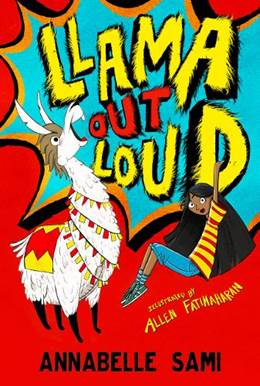 LLAMA
OUT
LOUD
ILLUSTRATED BY
ALLEN FATIMAHARAN
ANNABELLE SAMI